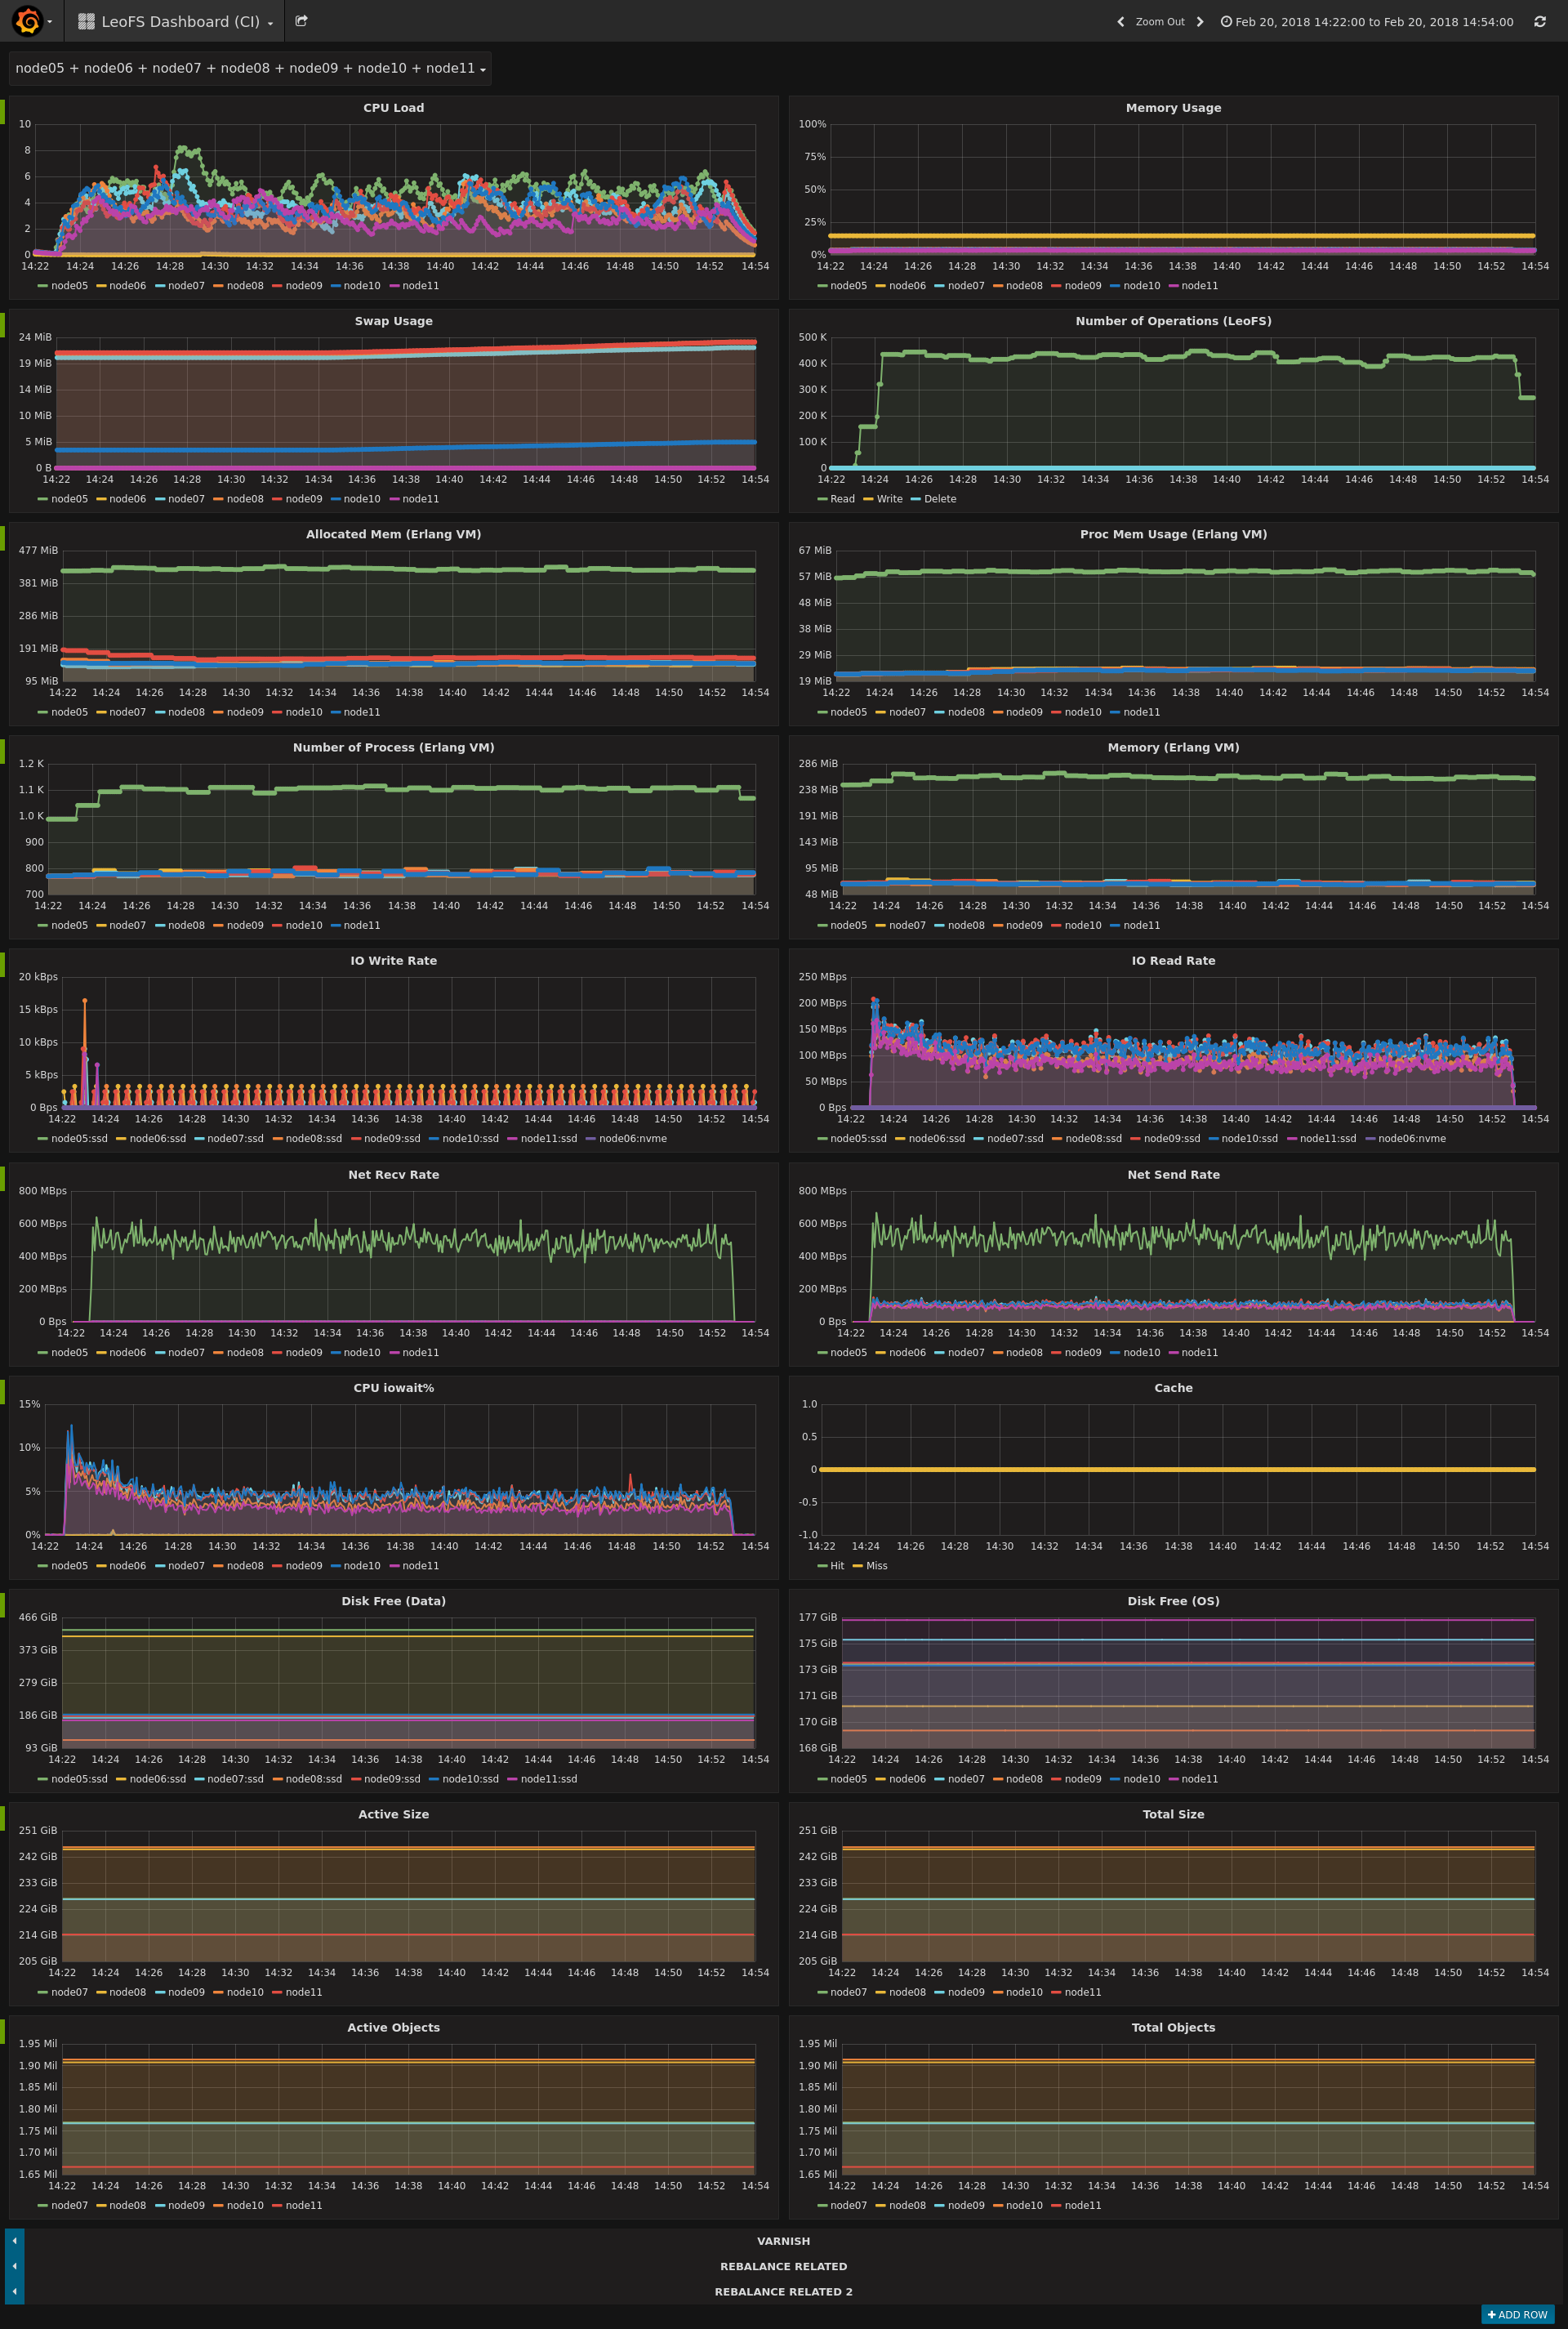 LeoFS Dashboard (CI)
Zoom Out
Feb 20, 2018 14:22:00 to Feb 20, 2018 14:54:00
node05 + node06 + node07 + node08 + node09 + node10 + node11
CPU Load
10
8
6
4
2
0
14:22 14:24 14:26 14:28 14:30 14:32 14:34 14:36 14:38 14:40 14:42 14:44 14:46 14:48 14:50 14:52 14:54
node05 node06 node07 node08 node09 node10 node11
Memory Usage
100%
75%
50%
25%
0%
14:22 14:24 14:26 14:28 14:30 14:32 14:34 14:36 14:38 14:40 14:42 14:44 14:46 14:48 14:50 14:52 14:54
node05 node06 node07 node08 node09 node10 node11
Swap Usage
24 MiB
19 MiB
14 MiB
10 MiB
5 MiB
0 B
14:22 14:24 14:26 14:28 14:30 14:32 14:34 14:36 14:38 14:40 14:42 14:44 14:46 14:48 14:50 14:52 14:54
node05 node06 node07 node08 node09 node10 node11
Number of Operations (LeoFS)
500 K
400 K
300 K
200 K
100 K
0
14:22 14:24 14:26 14:28 14:30 14:32 14:34 14:36 14:38 14:40 14:42 14:44 14:46 14:48 14:50 14:52 14:54
Read Write Delete
Allocated Mem (Erlang VM)
477 MiB
381 MiB
286 MiB
191 MiB
95 MiB
14:22 14:24 14:26 14:28 14:30 14:32 14:34 14:36 14:38 14:40 14:42 14:44 14:46 14:48 14:50 14:52 14:54
node05 node07 node08 node09 node10 node11
Proc Mem Usage (Erlang VM)
67 MiB
57 MiB
48 MiB
38 MiB
29 MiB
19 MiB
14:22 14:24 14:26 14:28 14:30 14:32 14:34 14:36 14:38 14:40 14:42 14:44 14:46 14:48 14:50 14:52 14:54
node05 node07 node08 node09 node10 node11
Number of Process (Erlang VM)
1.2 K
1.1 K
1.0 K
900
800
700
14:22 14:24 14:26 14:28 14:30 14:32 14:34 14:36 14:38 14:40 14:42 14:44 14:46 14:48 14:50 14:52 14:54
node05 node07 node08 node09 node10 node11
Memory (Erlang VM)
286 MiB
238 MiB
191 MiB
143 MiB
95 MiB
48 MiB
14:22 14:24 14:26 14:28 14:30 14:32 14:34 14:36 14:38 14:40 14:42 14:44 14:46 14:48 14:50 14:52 14:54
node05 node07 node08 node09 node10 node11
IO Write Rate
20 kBps
15 kBps
10 kBps
5 kBps
0 Bps
14:22 14:24 14:26 14:28 14:30 14:32 14:34 14:36 14:38 14:40 14:42 14:44 14:46 14:48 14:50 14:52 14:54
node05:ssd node06:ssd node07:ssd node08:ssd node09:ssd node10:ssd node11:ssd node06:nvme
IO Read Rate
250 MBps
200 MBps
150 MBps
100 MBps
50 MBps
0 Bps
14:22 14:24 14:26 14:28 14:30 14:32 14:34 14:36 14:38 14:40 14:42 14:44 14:46 14:48 14:50 14:52 14:54
node05:ssd node06:ssd node07:ssd node08:ssd node09:ssd node10:ssd node11:ssd node06:nvme
Net Recv Rate
800 MBps
600 MBps
400 MBps
200 MBps
0 Bps
14:22 14:24 14:26 14:28 14:30 14:32 14:34 14:36 14:38 14:40 14:42 14:44 14:46 14:48 14:50 14:52 14:54
node05 node06 node07 node08 node09 node10 node11
Net Send Rate
800 MBps
600 MBps
400 MBps
200 MBps
0 Bps
14:22 14:24 14:26 14:28 14:30 14:32 14:34 14:36 14:38 14:40 14:42 14:44 14:46 14:48 14:50 14:52 14:54
node05 node06 node07 node08 node09 node10 node11
CPU iowait%
15%
10%
5%
0%
14:22 14:24 14:26 14:28 14:30 14:32 14:34 14:36 14:38 14:40 14:42 14:44 14:46 14:48 14:50 14:52 14:54
node05 node06 node07 node08 node09 node10 node11
Cache
1.0
0.5
0
-0.5
-1.0
14:22 14:24 14:26 14:28 14:30 14:32 14:34 14:36 14:38 14:40 14:42 14:44 14:46 14:48 14:50 14:52 14:54
Hit Miss
Disk Free (Data)
466 GiB
373 GiB
279 GiB
186 GiB
93 GiB
14:22 14:24 14:26 14:28 14:30 14:32 14:34 14:36 14:38 14:40 14:42 14:44 14:46 14:48 14:50 14:52 14:54
node05:ssd node06:ssd node07:ssd node08:ssd node09:ssd node10:ssd node11:ssd
Disk Free (OS)
177 GiB
175 GiB
173 GiB
171 GiB
170 GiB
168 GiB
14:22 14:24 14:26 14:28 14:30 14:32 14:34 14:36 14:38 14:40 14:42 14:44 14:46 14:48 14:50 14:52 14:54
node05 node06 node07 node08 node09 node10 node11
Active Size
251 GiB
242 GiB
233 GiB
224 GiB
214 GiB
205 GiB
14:22 14:24 14:26 14:28 14:30 14:32 14:34 14:36 14:38 14:40 14:42 14:44 14:46 14:48 14:50 14:52 14:54
node07 node08 node09 node10 node11
Total Size
251 GiB
242 GiB
233 GiB
224 GiB
214 GiB
205 GiB
14:22 14:24 14:26 14:28 14:30 14:32 14:34 14:36 14:38 14:40 14:42 14:44 14:46 14:48 14:50 14:52 14:54
node07 node08 node09 node10 node11
Active Objects
1.95 Mil
1.90 Mil
1.85 Mil
1.80 Mil
1.75 Mil
1.70 Mil
1.65 Mil
14:22 14:24 14:26 14:28 14:30 14:32 14:34 14:36 14:38 14:40 14:42 14:44 14:46 14:48 14:50 14:52 14:54
node07 node08 node09 node10 node11
Total Objects
1.95 Mil
1.90 Mil
1.85 Mil
1.80 Mil
1.75 Mil
1.70 Mil
1.65 Mil
14:22 14:24 14:26 14:28 14:30 14:32 14:34 14:36 14:38 14:40 14:42 14:44 14:46 14:48 14:50 14:52 14:54
node07 node08 node09 node10 node11
VARNISH
REBALANCE RELATED
REBALANCE RELATED 2
ADD ROW